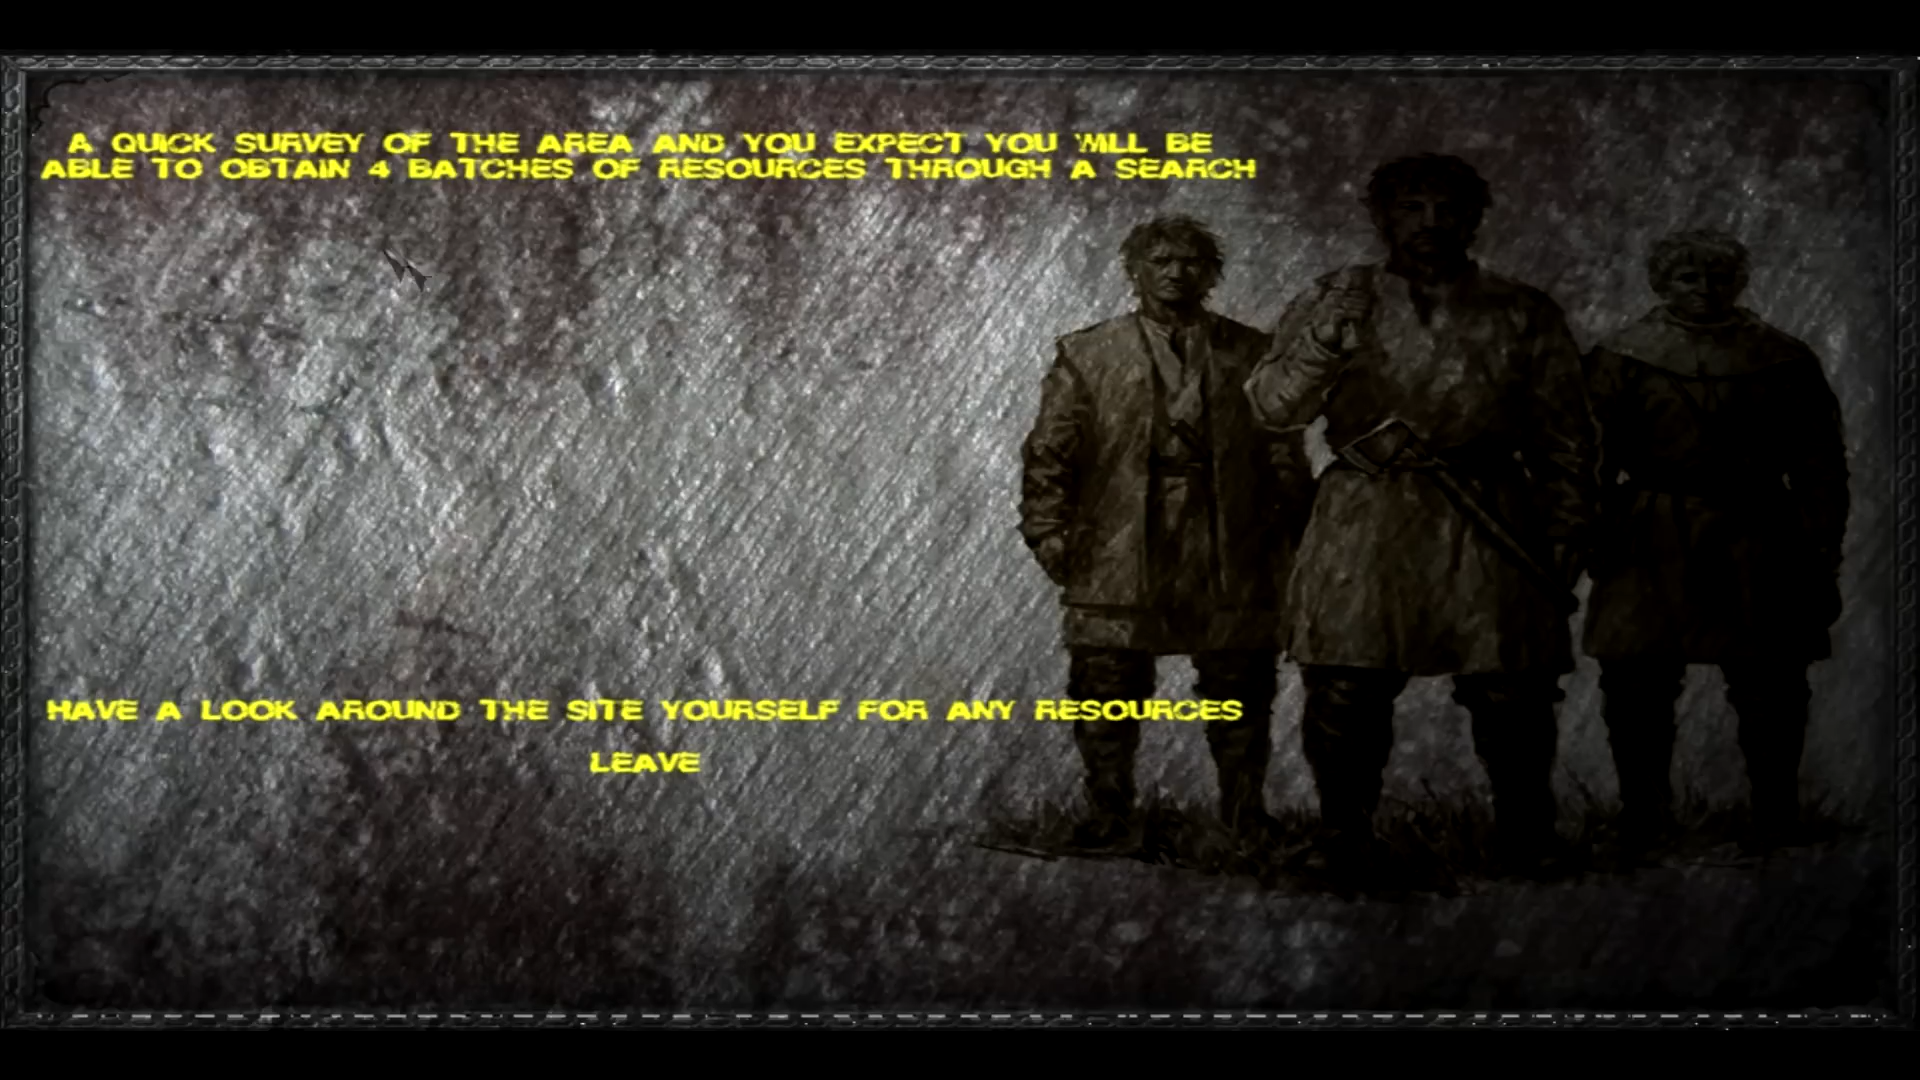 A QUICK SURVEY OF THE AREA AND YOU EXPECT YOU WILL BE
ABLE TO OBTAIN 4 BATCHES OF RESOURCES THROUGH A SEARCH
HAVE A LOOK AROUND THE SITE YOURSELF FOR ANY RESOURCES
LEAVE